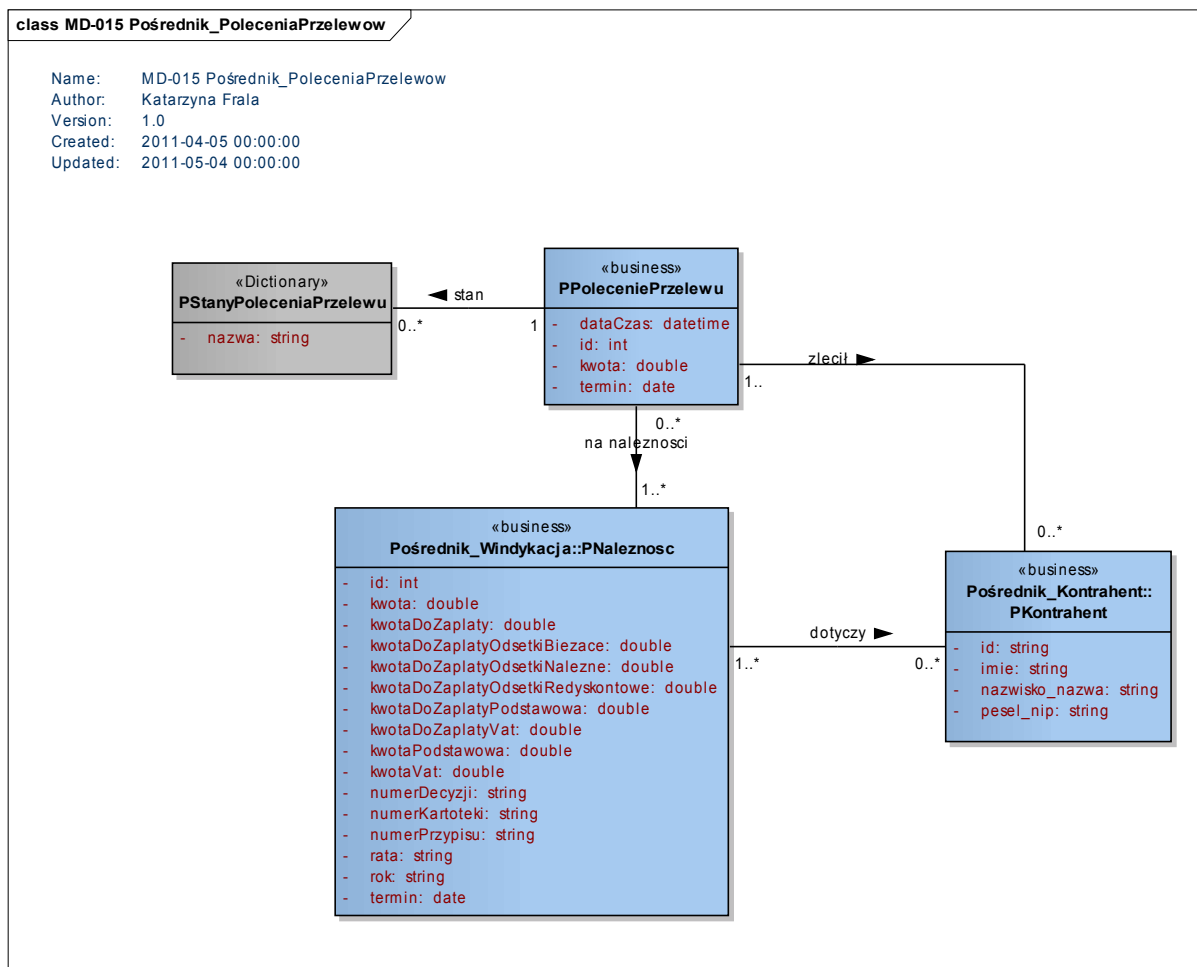 class MD-015 Pośrednik_PoleceniaPrzelewow
Name: MD-015 Pośrednik_PoleceniaPrzelewow
Author: Katarzyna Frala
Version: 1.0
Created: 2011-04-05 00:00:00
Updated: 2011-05-04 00:00:00
«Dictionary»
PStanyPoleceniaPrzelewu
- nazwa: string
stan
0..*
1
«business»
PPoleceniePrzelewu
- dataCzas: datetime
- id: int
- kwota: double
- termin: date
zlecił
1..
0..*
0..*
na naleznosci
1..*
«business»
Pośrednik_Windykacja::PNaleznosc
- id: int
- kwota: double
- kwotaDoZaplaty: double
- kwotaDoZaplatyOdsetkiBiezace: double
- kwotaDoZaplatyOdsetkiNalezne: double
- kwotaDoZaplatyOdsetkiRedyskontowe: double
- kwotaDoZaplatyPodstawowa: double
- kwotaDoZaplatyVat: double
- kwotaPodstawowa: double
- kwotaVat: double
- numerDecyzji: string
- numerKartoteki: string
- numerPrzypisu: string
- rata: string
- rok: string
- termin: date
dotyczy
1..*
0..*
«business»
Pośrednik_Kontrahent::
PKontrahent
- id: string
- imie: string
- nazwisko_nazwa: string
- pesel_nip: string